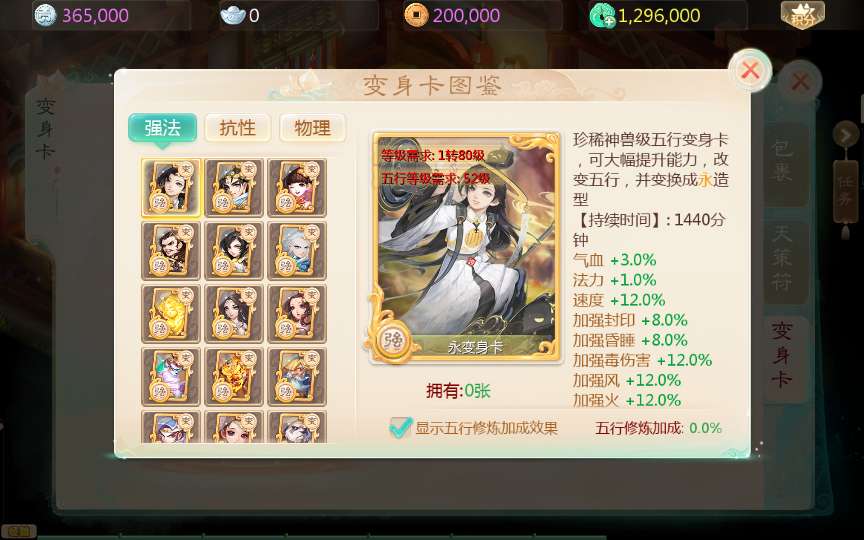 365,000
0
200,000
1,296,000
积分
变身卡图鉴
变身卡
强法
抗性
物理
等级需求: 1转80级
五行等级需求: 52级
强
永变身卡
拥有:0张
显示五行修炼加成效果
珍稀神兽级五行变身卡
，可大幅提升能力，改
变五行，并变换成永造
型
【持续时间】: 1440分
钟
气血 +3.0%
法力 +1.0%
速度 +12.0%
加强封印 +8.0%
加强昏睡 +8.0%
加强毒伤害 +12.0%
加强风 +12.0%
加强火 +12.0%
五行修炼加成: 0.0%
包裹
天策符
变身卡
任务